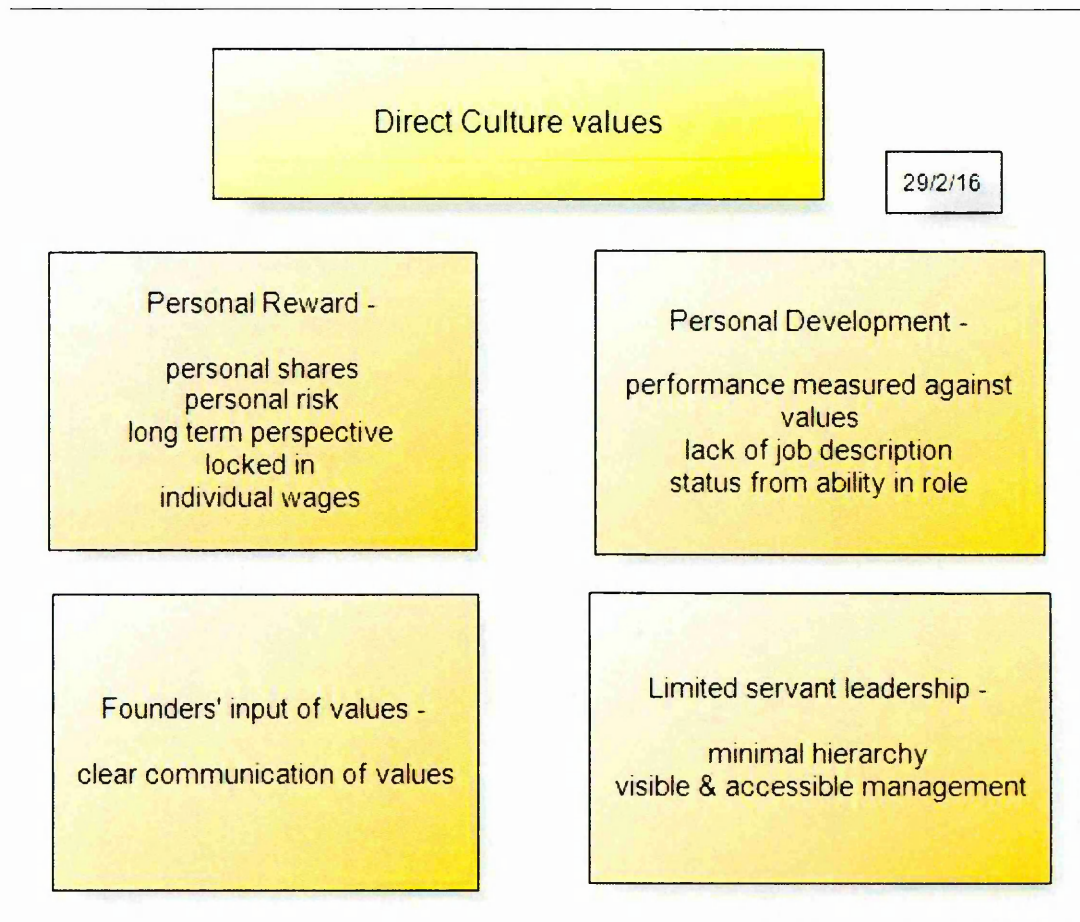 Direct Culture values
29/2/16
Personal Reward -
personal shares
personal risk
long term perspective
locked in
individual wages
Personal Development -
performance measured against
values
lack of job description
status from ability in role
Founders' input of values -
clear communication of values
Limited servant leadership -
minimal hierarchy
visible & accessible management